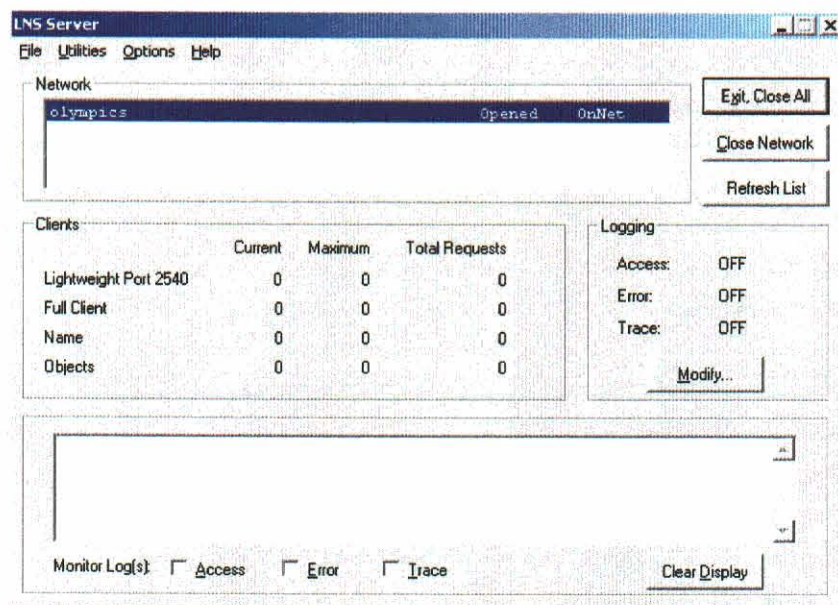 LNS Server
File Utilities Options Help
Network
olympics Opened OnNet
Exit, Close All
Close Network
Refresh List
Clients
Current Maximum Total Requests
Lightweight Port 2540 0 0 0
Full Client 0 0 0
Name 0 0 0
Objects 0 0 0
Logging
Access: OFF
Error: OFF
Trace: OFF
Modify...
Monitor Log(s): Access Error Trace
Clear Display